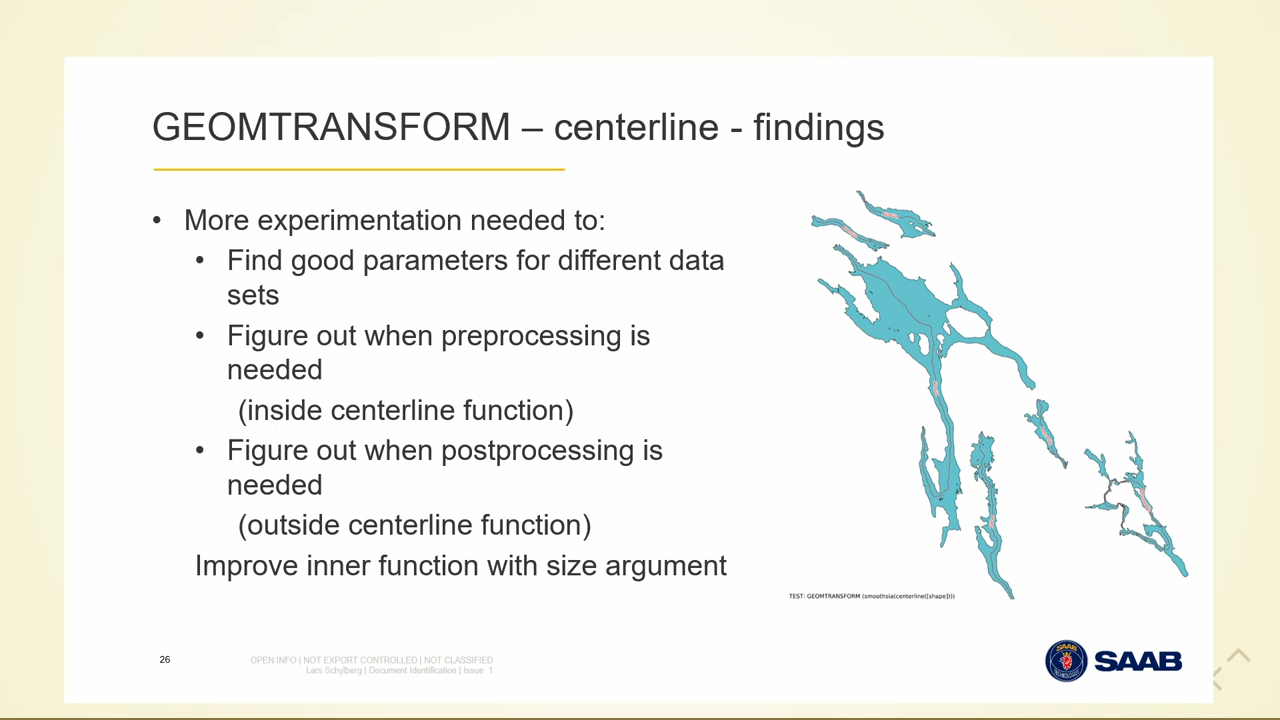 GEOMTRANSFORM – centerline - findings
• More experimentation needed to:
• Find good parameters for different data
sets
• Figure out when preprocessing is
needed
(inside centerline function)
• Figure out when postprocessing is
needed
(outside centerline function)
Improve inner function with size argument
TEST: GEOMTRANSFORM (smoothsia(centerline([shape])))
26
OPEN INFO | NOT EXPORT CONTROLLED | NOT CLASSIFIED
Lars Schylberg | Document Identification | Issue 1
SAAB
TECHNOLOGIES
SAAB